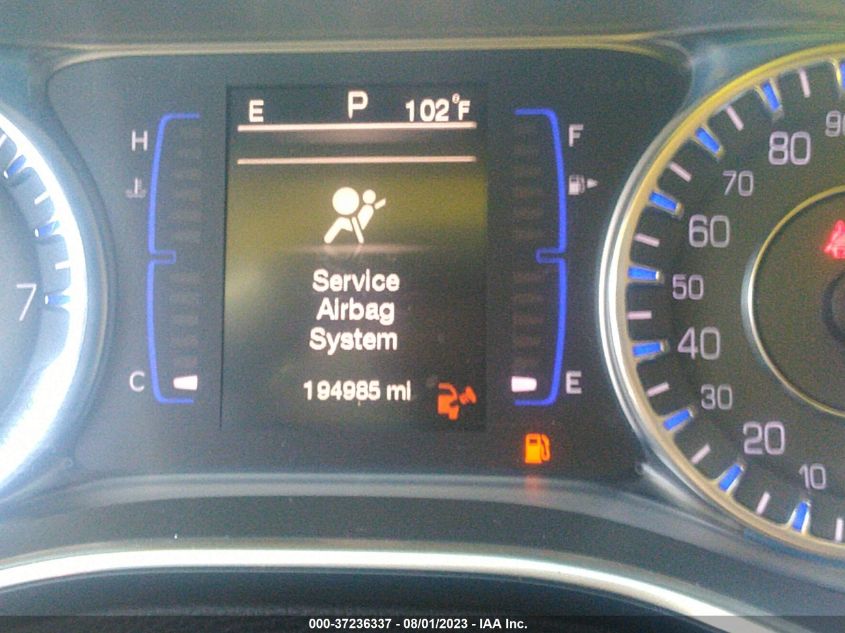 E P 102°F
H F
Service
Airbag
System
194985 mi
C E
7
90
80
70
60
50
40
30
20
10
000-37236337 - 08/01/2023 - IAA Inc.